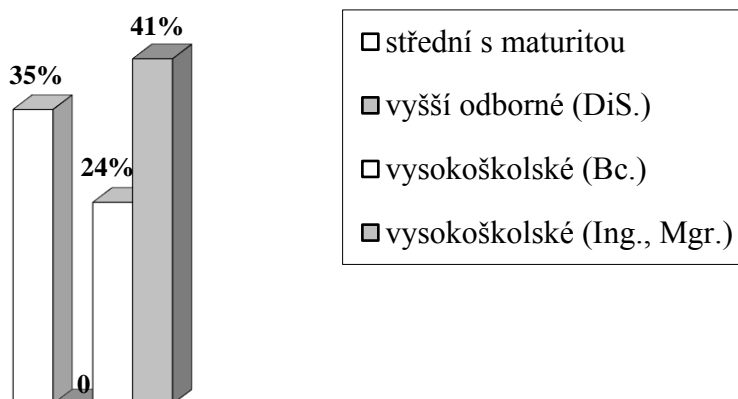 41%
35%
24%
0
střední s maturitou
vyšší odborné (DiS.)
vysokoškolské (Bc.)
vysokoškolské (Ing., Mgr.)